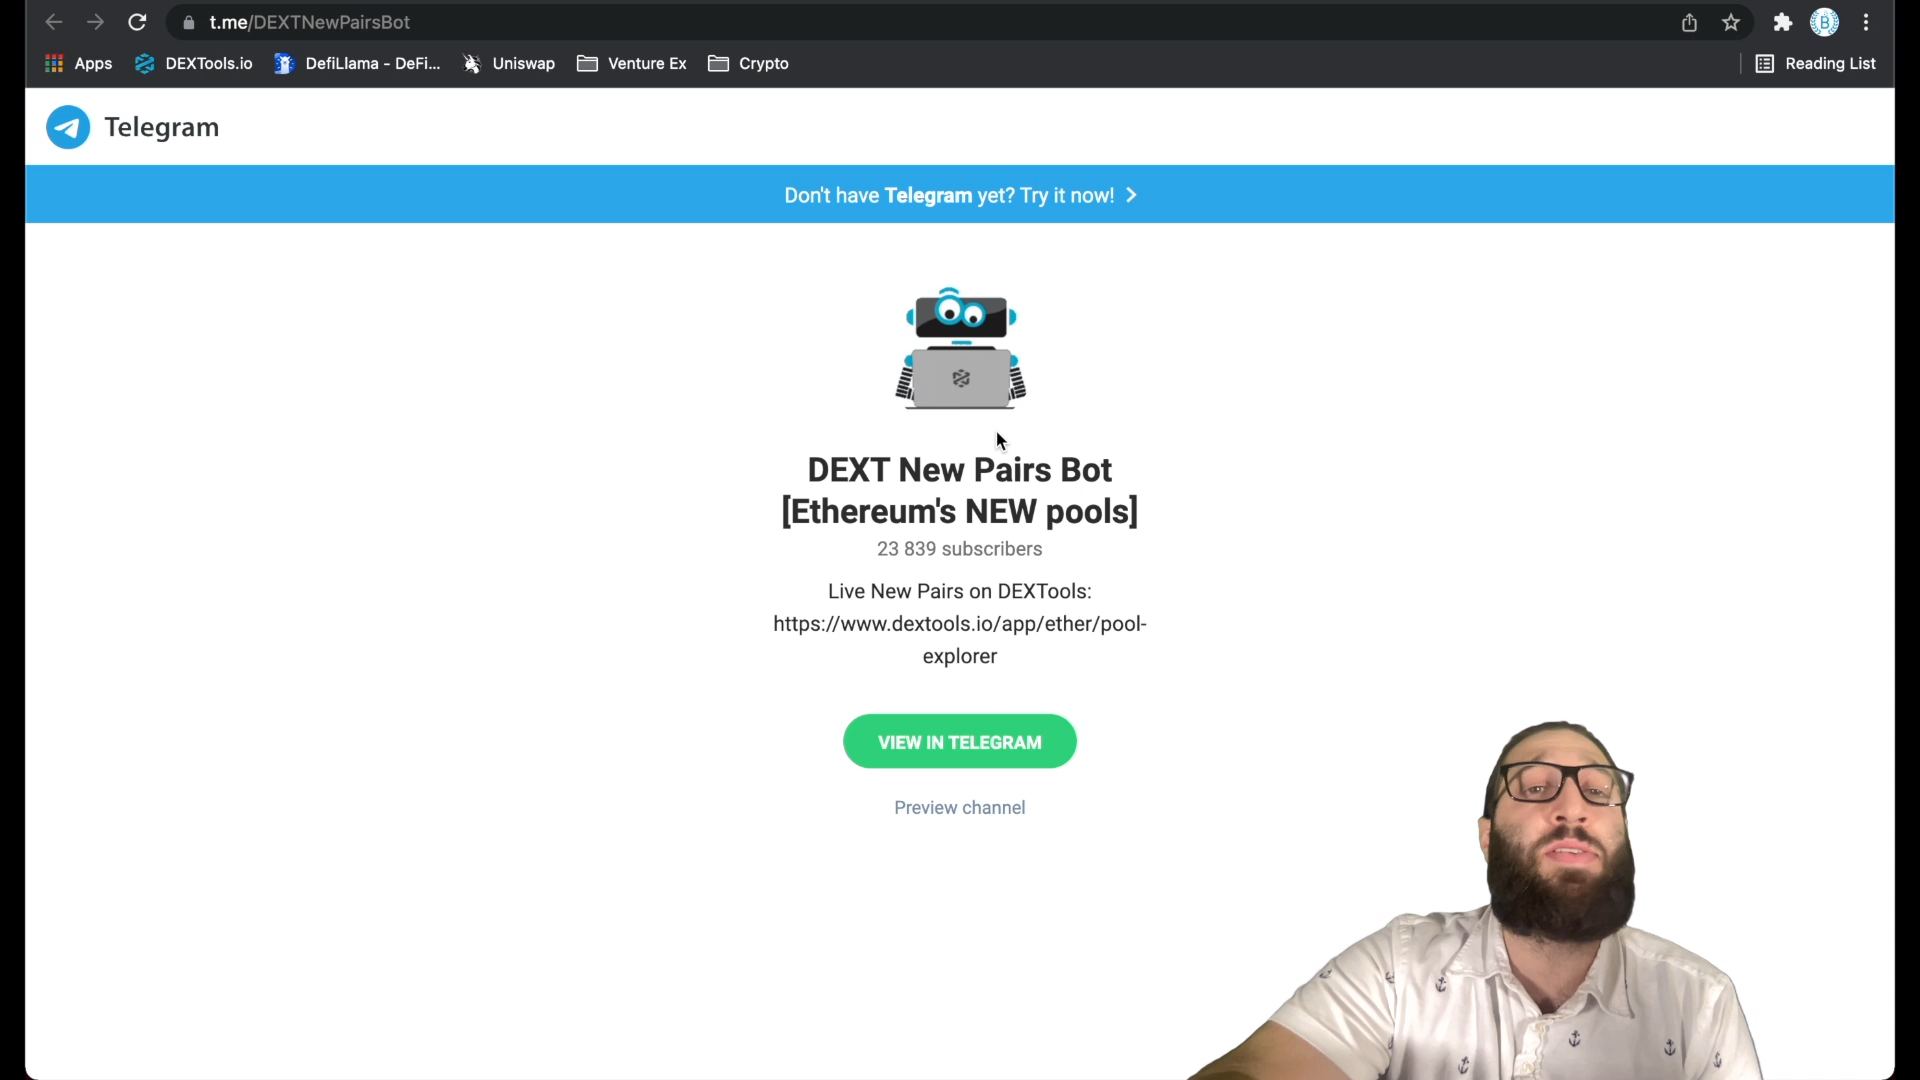 t.me/DEXTNewPairsBot
Apps DEXTools.io DefiLlama - DeFi... Uniswap Venture Ex Crypto Reading List
Telegram
Don't have Telegram yet? Try it now!
DEXT New Pairs Bot
[Ethereum's NEW pools]
23 839 subscribers
Live New Pairs on DEXTools:
https://www.dextools.io/app/ether/pool-
explorer
VIEW IN TELEGRAM
Preview channel